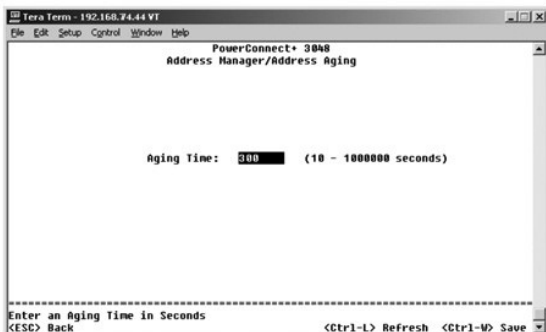 Tera Term - 192.168.74.44 VT
File Edit Setup Control Window Help
PowerConnect+ 3048
Address Manager/Address Aging
Aging Time: 300 (10 - 1000000 seconds)
Enter an Aging Time in Seconds
<ESC> Back <Ctrl-L> Refresh <Ctrl-W> Save